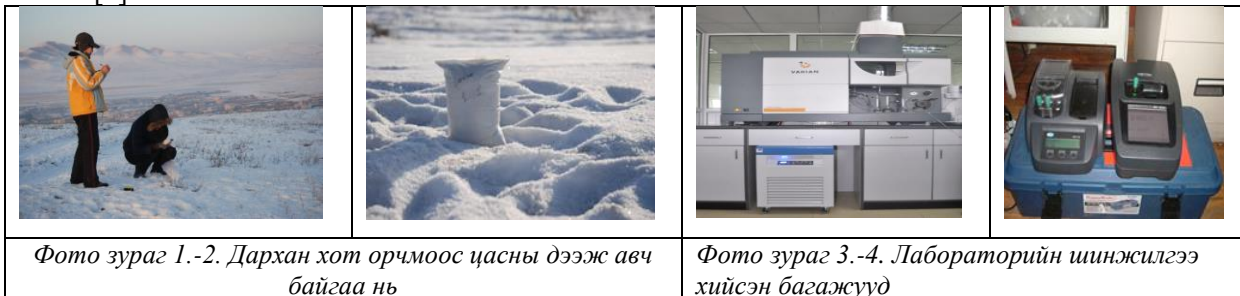 VARIAN
Фото зураг 1.-2. Дархан хот орчмоос цасны дээж авч
байгаа нь
Фото зураг 3.-4. Лабораторийн шинжилгээ
хийсэн багажууд